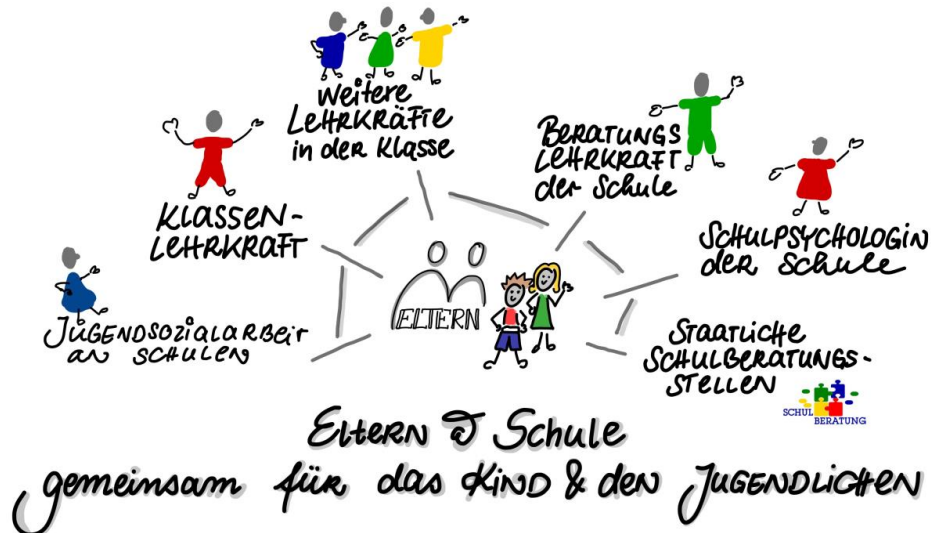 Weitere
Lehrkräfte
in der Klasse
Beratungs
lehrkraft
der Schule
Klassen-
lehrkraft
Schulpsychologin
der Schule
Jugendsozialarbeit
an Schulen
ELTERN
Staatliche
Schulberatungs-
stellen
SCHUL
BERATUNG
Eltern & Schule
gemeinsam für das Kind & den Jugendlichen